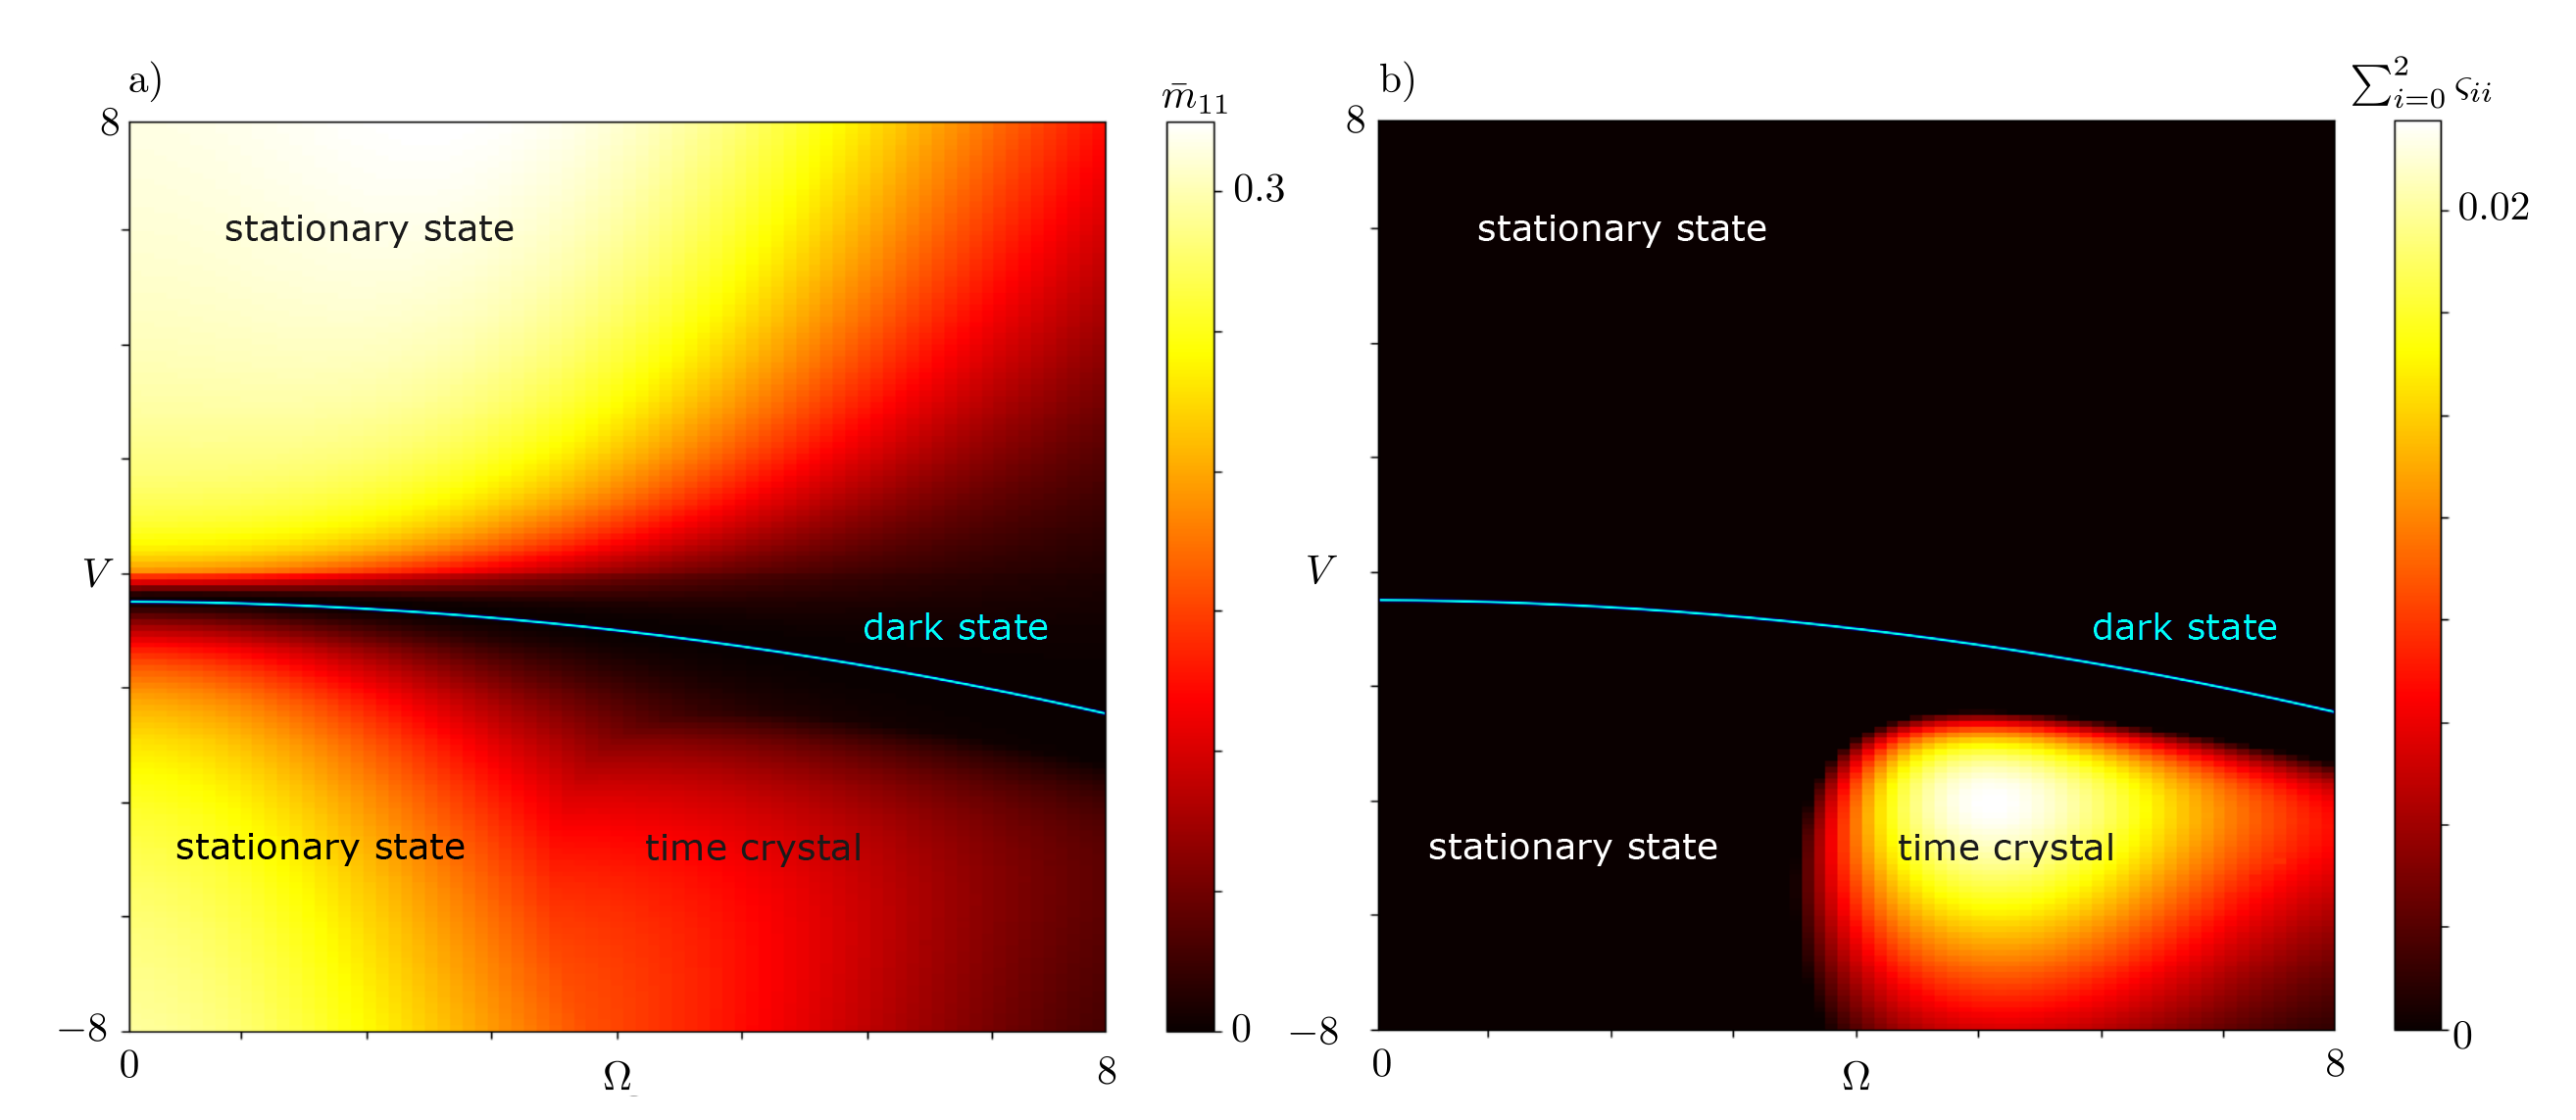 a)
m̄₁₁
8
0.3
stationary state
V
dark state
stationary state
time crystal
−8
0
0
Ω
8
b)
∑²ᵢ₌₀ ςᵢᵢ
8
0.02
stationary state
V
dark state
stationary state
time crystal
−8
0
0
Ω
8